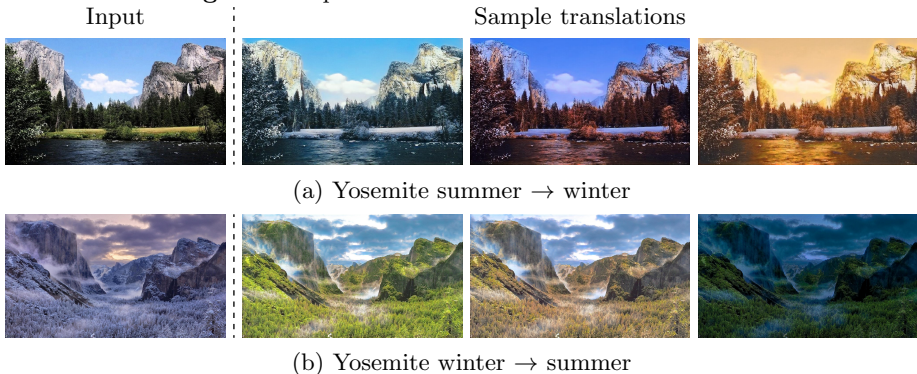 Input
Sample translations
(a) Yosemite summer → winter
(b) Yosemite winter → summer